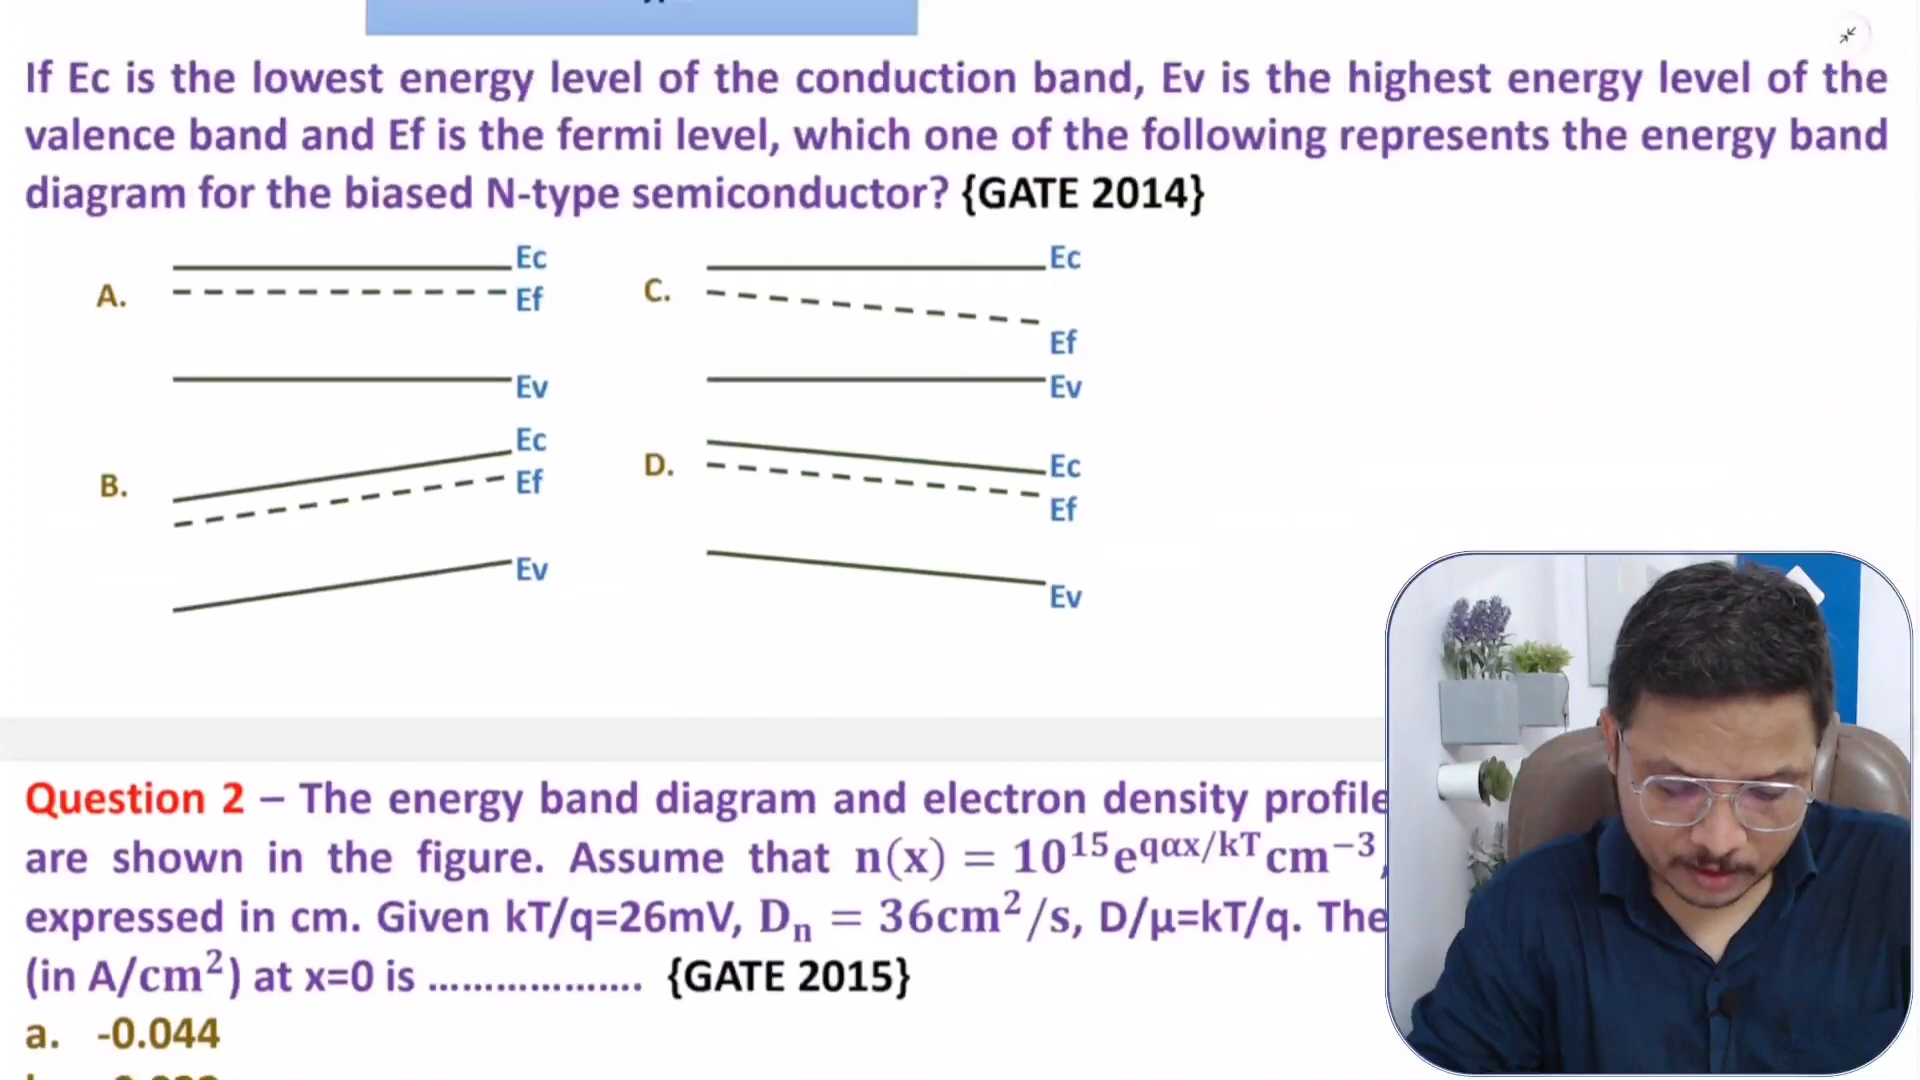 If Ec is the lowest energy level of the conduction band, Ev is the highest energy level of the
valence band and Ef is the fermi level, which one of the following represents the energy band
diagram for the biased N-type semiconductor? {GATE 2014}
A.
Ec
Ef
Ev
C.
Ec
Ef
Ev
B.
Ec
Ef
Ev
D.
Ec
Ef
Ev
Question 2 – The energy band diagram and electron density profile
are shown in the figure. Assume that n(x) = 10¹⁵e^{qαx/kT}cm⁻³,
expressed in cm. Given kT/q=26mV, Dₙ = 36cm²/s, D/μ=kT/q. The
(in A/cm²) at x=0 is ................... {GATE 2015}
a. -0.044